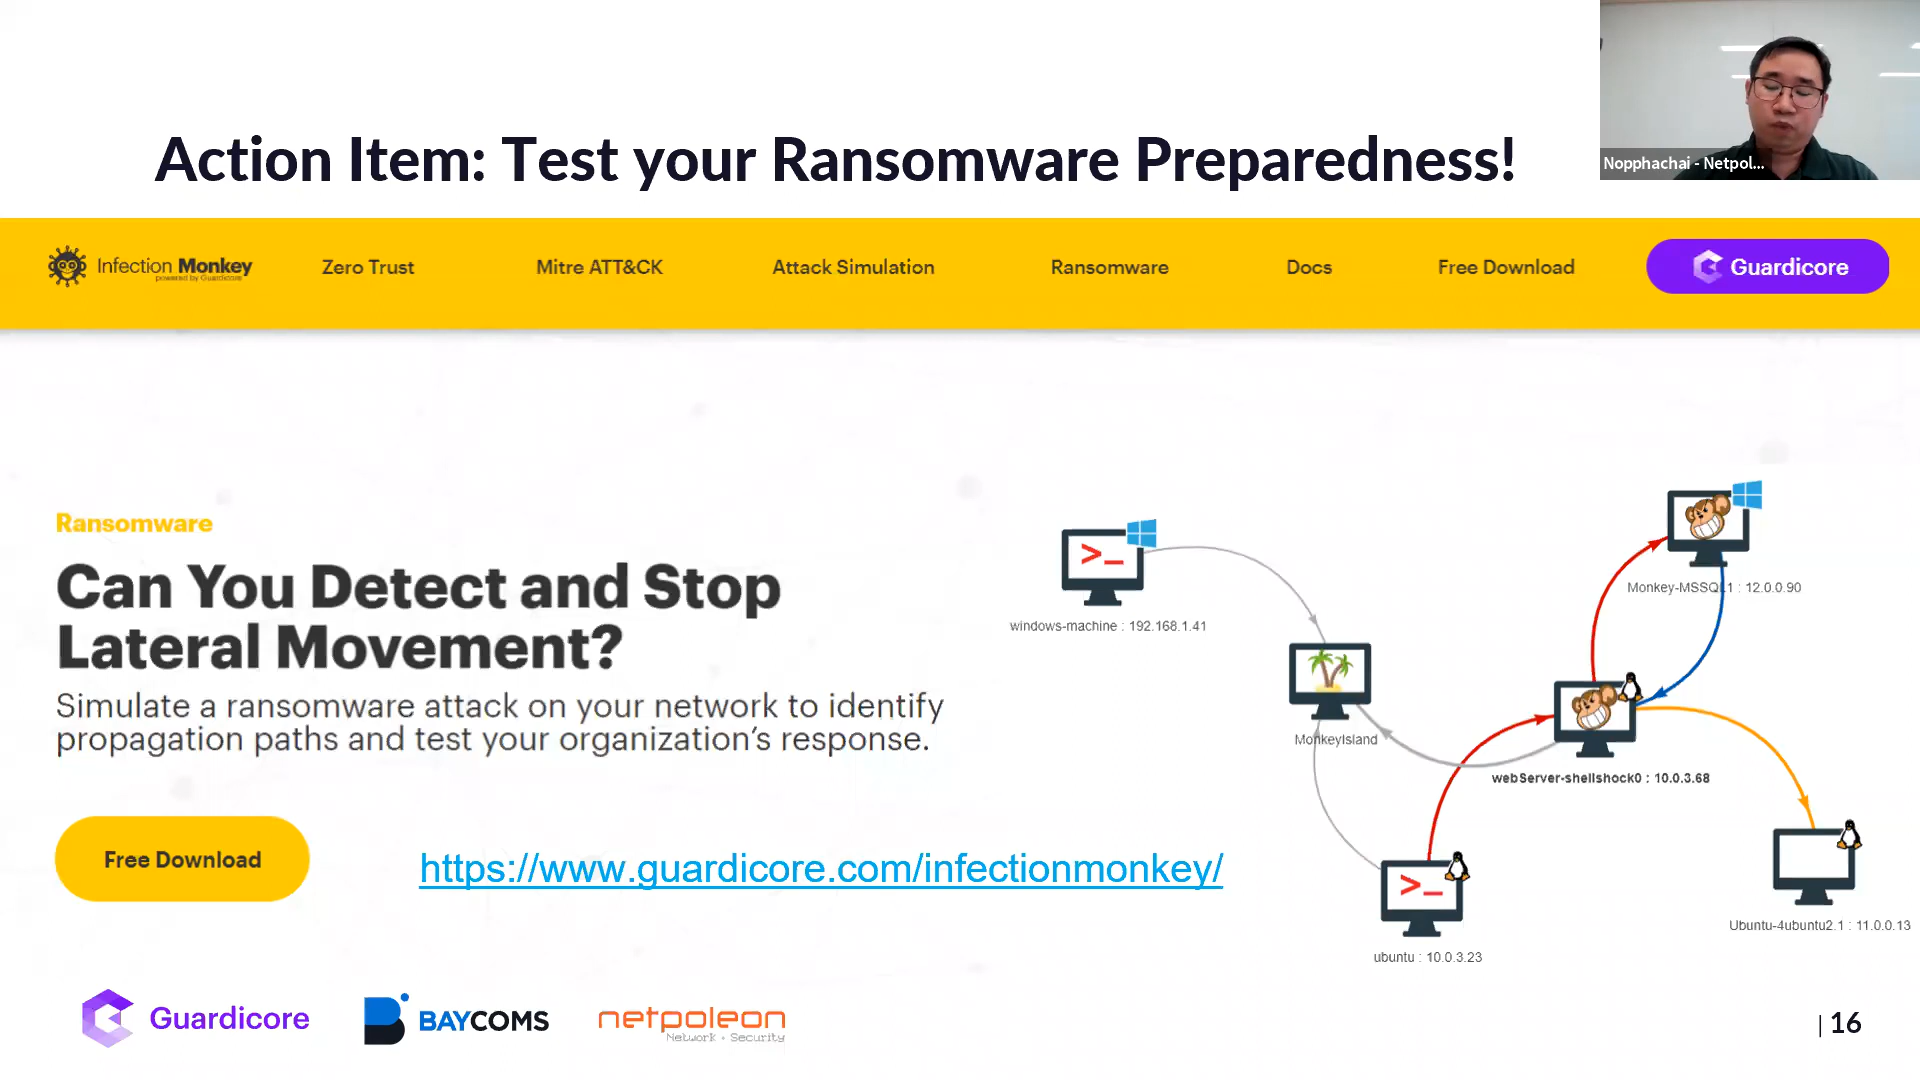 Nopphachai - Netpol...
Action Item: Test your Ransomware Preparedness!
Infection Monkey
powered by Guardicore
Zero Trust
Mitre ATT&CK
Attack Simulation
Ransomware
Docs
Free Download
Guardicore
Ransomware
Can You Detect and Stop
Lateral Movement?
Simulate a ransomware attack on your network to identify
propagation paths and test your organization's response.
Free Download
https://www.guardicore.com/infectionmonkey/
>_
windows-machine : 192.168.1.41
MonkeyIsland
Monkey-MSSQL1 : 12.0.0.90
webServer-shellshock0 : 10.0.3.68
>_
ubuntu : 10.0.3.23
Ubuntu-4ubuntu2.1 : 11.0.0.13
Guardicore
BAYCOMS
netpoleon
Network • Security
| 16